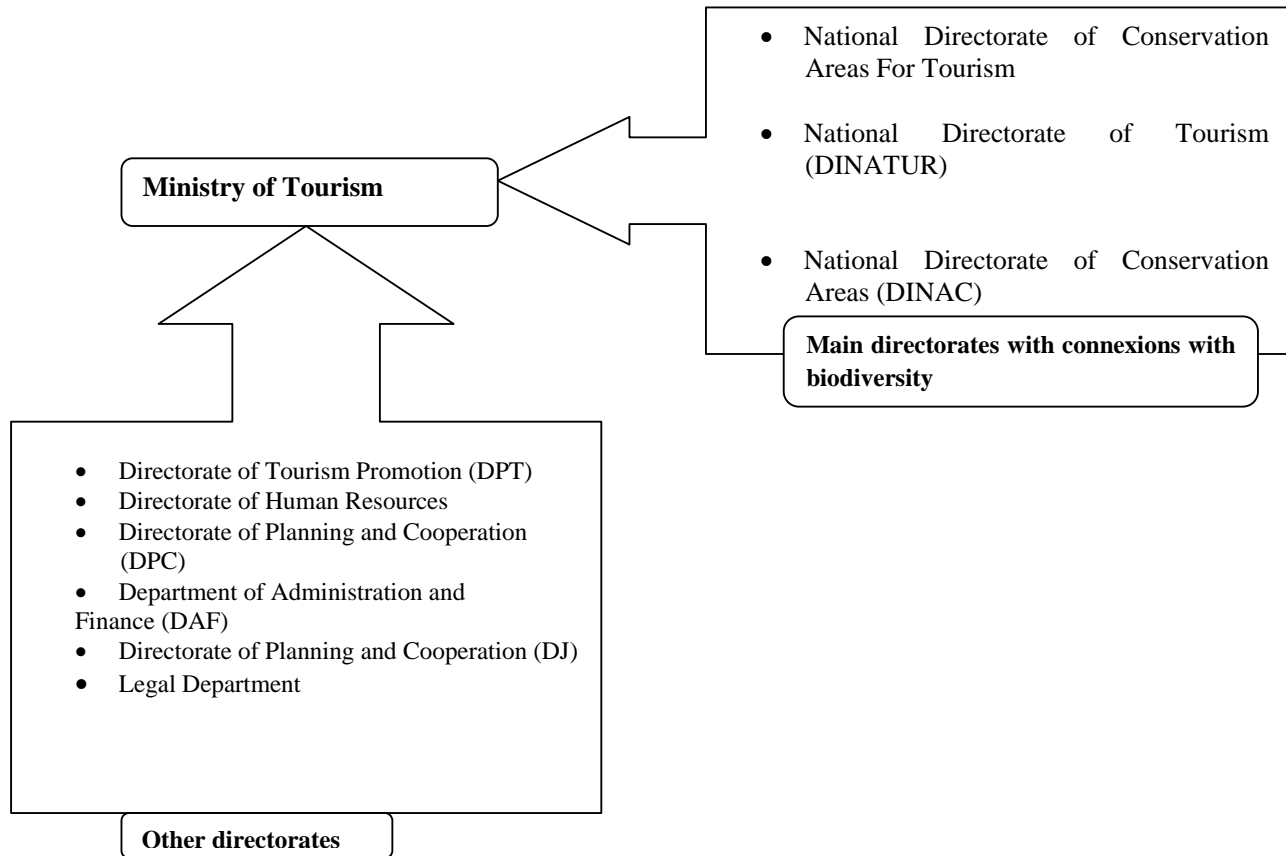 • National Directorate of Conservation
Areas For Tourism
• National Directorate of Tourism
(DINATUR)
Ministry of Tourism
• National Directorate of Conservation
Areas (DINAC)
Main directorates with connexions with
biodiversity
• Directorate of Tourism Promotion (DPT)
• Directorate of Human Resources
• Directorate of Planning and Cooperation
(DPC)
• Department of Administration and
Finance (DAF)
• Directorate of Planning and Cooperation (DJ)
• Legal Department
Other directorates